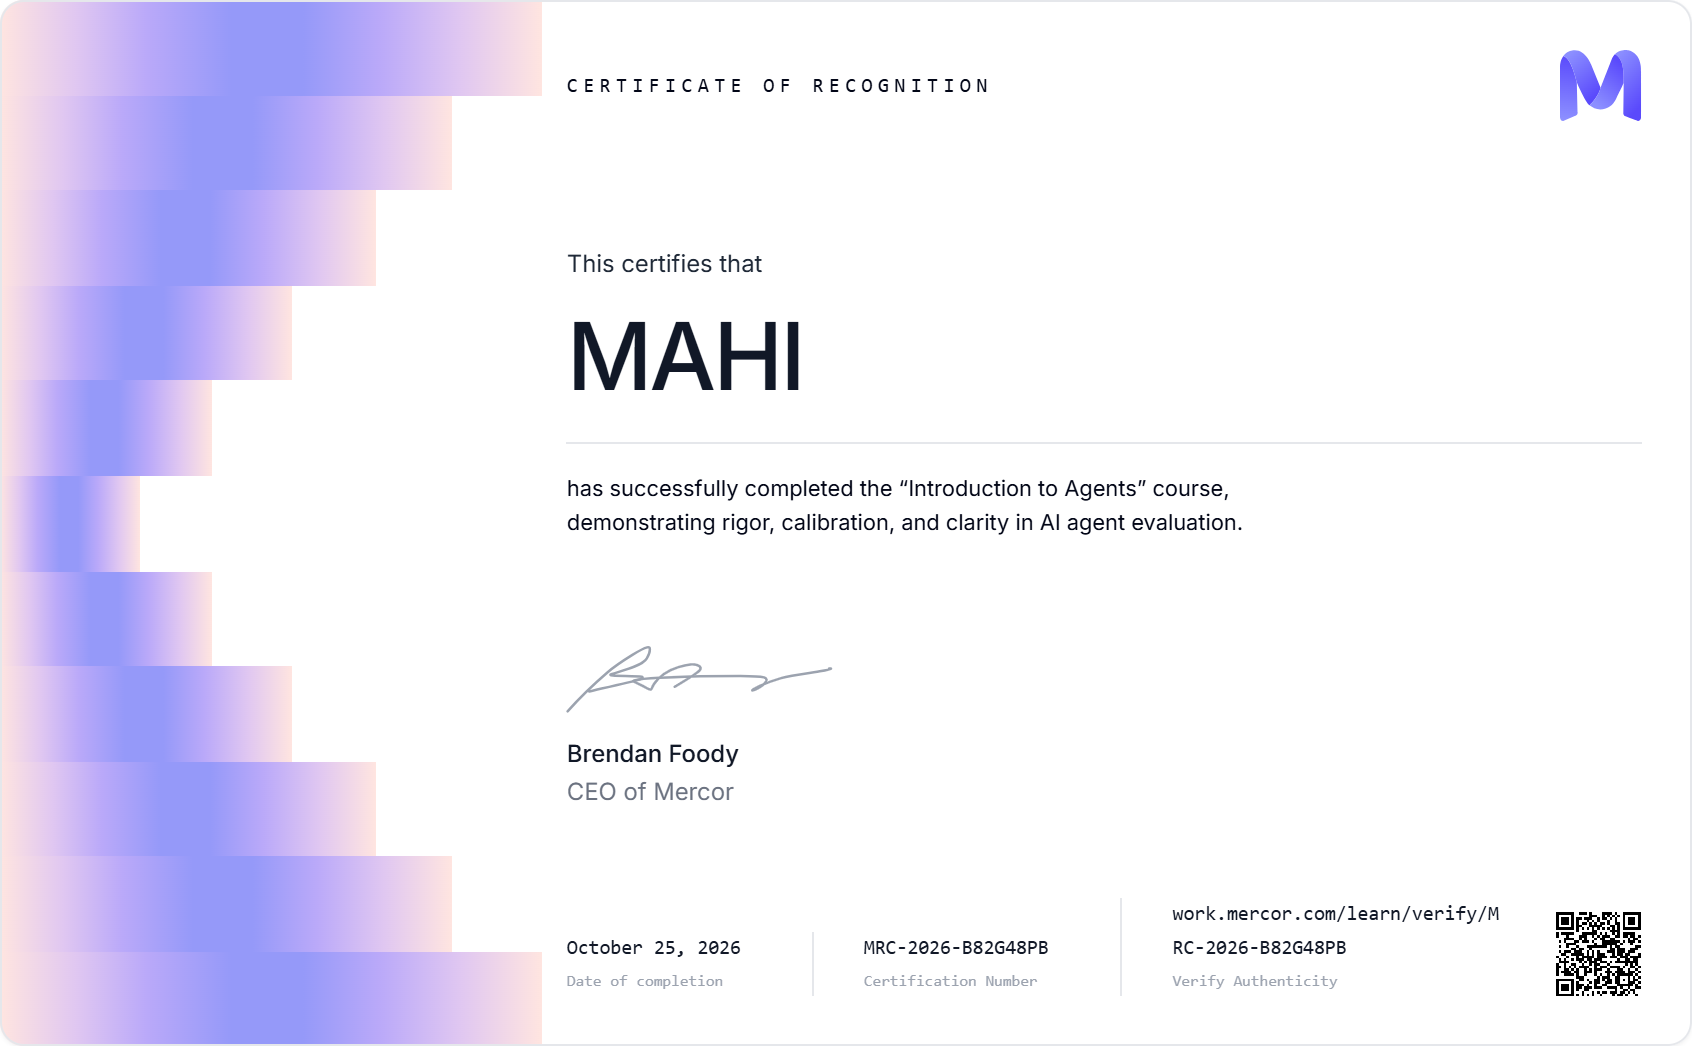 CERTIFICATE OF RECOGNITION
This certifies that
MAHI
has successfully completed the “Introduction to Agents” course,
demonstrating rigor, calibration, and clarity in AI agent evaluation.
Brendan Foody
CEO of Mercor
October 25, 2026
Date of completion
MRC-2026-B82G48PB
Certification Number
work.mercor.com/learn/verify/M
RC-2026-B82G48PB
Verify Authenticity